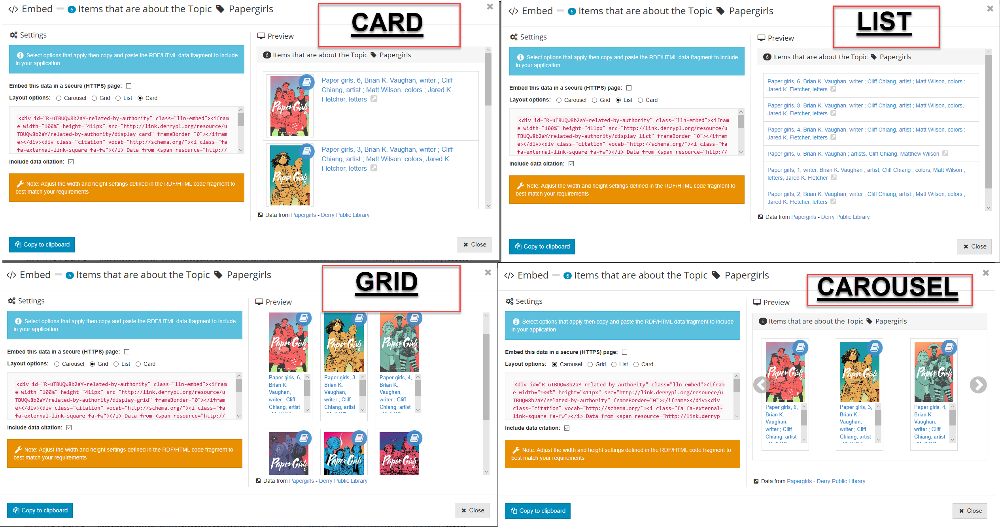 Embed — 6 Items that are about the Topic Papergirls
CARD
Settings
Select options that apply then copy and paste the RDF/HTML data fragment to include
in your application
Embed this data in a secure (HTTPS) page:
Layout options: Carousel Grid List Card
<div id="R-uTBUQw8b2aY-related-by-authority" class="lln-embed"><ifram
e width="100%" height="411px" src="http://link.derrypl.org/resource/u
TBUQw8b2aY/related-by-authority?display=card" frameBorder="0"></ifram
e></div><div class="citation" vocab="http://schema.org/"><i class="fa
fa-external-link-square fa-fw"></i> Data from <span resource="http://
Include data citation:
Note: Adjust the width and height settings defined in the RDF/HTML code fragment to
best match your requirements
Copy to clipboard
Preview
6 Items that are about the Topic Papergirls
Paper Girls 6
Paper girls, 6, Brian K. Vaughan, writer ; Cliff
Chiang, artist ; Matt Wilson, colors ; Jared K.
Fletcher, letters
Paper Girls 3
Paper girls, 3, Brian K. Vaughan, writer ; Cliff
Chiang, artist ; Matt Wilson, colors, Jared K.
Fletcher, letters
Data from Papergirls - Derry Public Library
Close
Embed — 6 Items that are about the Topic Papergirls
LIST
Settings
Select options that apply then copy and paste the RDF/HTML data fragment to include
in your application
Embed this data in a secure (HTTPS) page:
Layout options: Carousel Grid List Card
<div id="R-uTBUQw8b2aY-related-by-authority" class="lln-embed"><ifram
e width="100%" height="411px" src="http://link.derrypl.org/resource/u
TBUQw8b2aY/related-by-authority?display=list" frameBorder="0"></ifram
e></div><div class="citation" vocab="http://schema.org/"><i class="fa
fa-external-link-square fa-fw"></i> Data from <span resource="http://
Include data citation:
Note: Adjust the width and height settings defined in the RDF/HTML code fragment to
best match your requirements
Copy to clipboard
Preview
6 Items that are about the Topic Papergirls
Paper girls, 6, Brian K. Vaughan, writer ; Cliff Chiang, artist ; Matt Wilson, colors ;
Jared K. Fletcher, letters
Paper girls, 3, Brian K. Vaughan, writer ; Cliff Chiang, artist ; Matt Wilson, colors,
Jared K. Fletcher, letters
Paper girls, 4, Brian K. Vaughan, writer ; Cliff Chiang, artist ; Matt Wilson, colors ;
Jared K. Fletcher, letters
Paper girls, 5, Brian K. Vaughan ; artists, Cliff Chiang, Matthew Wilson
Paper girls, 1, writer, Brian K. Vaughan ; artist, Cliff Chiang ; colors, Matt Wilson ;
letters, Jared K. Fletcher
Paper girls, 2, Brian K. Vaughan, writer ; Cliff Chiang, artist ; Matt Wilson, colors ;
Jared K. Fletcher, letters
Data from Papergirls - Derry Public Library
Close
Embed — 6 Items that are about the Topic Papergirls
GRID
Settings
Select options that apply then copy and paste the RDF/HTML data fragment to include
in your application
Embed this data in a secure (HTTPS) page:
Layout options: Carousel Grid List Card
<div id="R-uTBUQw8b2aY-related-by-authority" class="lln-embed"><ifram
e width="100%" height="411px" src="http://link.derrypl.org/resource/u
TBUQw8b2aY/related-by-authority?display=grid" frameBorder="0"></ifram
e></div><div class="citation" vocab="http://schema.org/"><i class="fa
fa-external-link-square fa-fw"></i> Data from <span resource="http://
Include data citation:
Note: Adjust the width and height settings defined in the RDF/HTML code fragment to
best match your requirements
Copy to clipboard
Preview
Paper Girls 6
Paper Girls 3
Paper Girls 4
Paper girls, 6,
Brian K.
Vaughan,
writer ; Cliff
Chiang, artist
Paper girls, 3,
Brian K.
Vaughan,
writer ; Cliff
Chiang, artist
Paper girls, 4,
Brian K.
Vaughan,
writer ; Cliff
Chiang, artist
Paper Girls 5
Paper Girls
Paper Girls 2
Data from Papergirls - Derry Public Library
Close
Embed — 6 Items that are about the Topic Papergirls
CAROUSEL
Settings
Select options that apply then copy and paste the RDF/HTML data fragment to include
in your application
Embed this data in a secure (HTTPS) page:
Layout options: Carousel Grid List Card
<div id="R-uTBUQw8b2aY-related-by-authority" class="lln-embed"><ifram
e width="100%" height="411px" src="http://link.derrypl.org/resource/u
TBUQw8b2aY/related-by-authority" frameBorder="0"></iframe></div><div
class="citation" vocab="http://schema.org/"><i class="fa fa-external-
link-square fa-fw"></i> Data from <span resource="http://link.derryp
Include data citation:
Note: Adjust the width and height settings defined in the RDF/HTML code fragment to
best match your requirements
Copy to clipboard
Preview
6 Items that are about the Topic Papergirls
Paper Girls 6
Paper Girls 3
Paper Girls 4
Paper girls, 6,
Brian K.
Vaughan,
writer ; Cliff
Chiang, artist
Paper girls, 3,
Brian K.
Vaughan,
writer ; Cliff
Chiang, artist
Paper girls, 4,
Brian K.
Vaughan,
writer ; Cliff
Chiang, artist
Data from Papergirls - Derry Public Library
Close